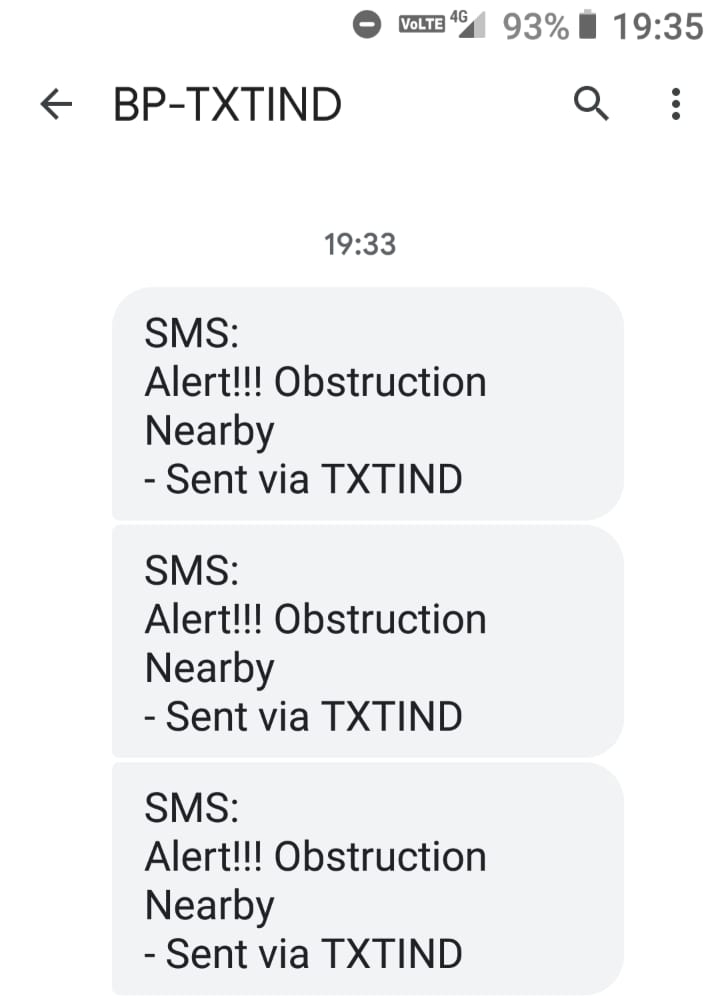 VoLTE 4G 93% 19:35
BP-TXTIND
19:33
SMS:
Alert!!! Obstruction
Nearby
- Sent via TXTIND
SMS:
Alert!!! Obstruction
Nearby
- Sent via TXTIND
SMS:
Alert!!! Obstruction
Nearby
- Sent via TXTIND